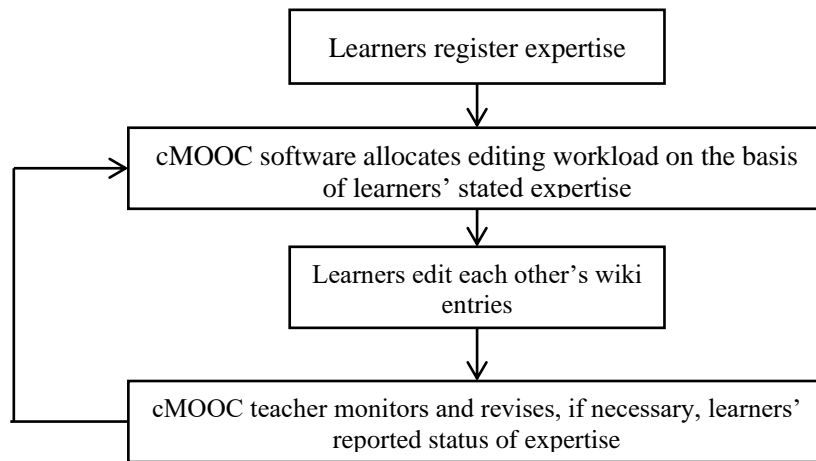 Learners register expertise
cMOOC software allocates editing workload on the basis
of learners’ stated expertise
Learners edit each other’s wiki
entries
cMOOC teacher monitors and revises, if necessary, learners’
reported status of expertise